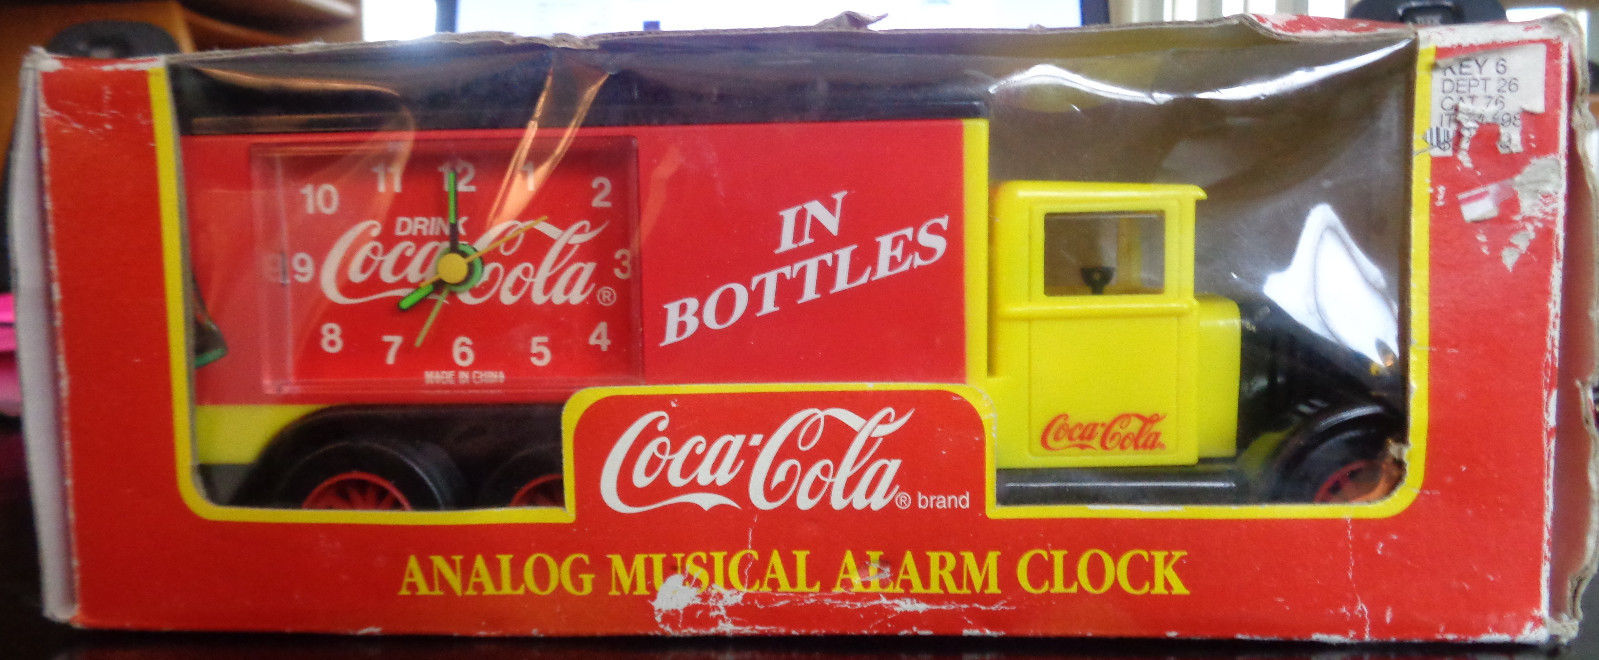 KEY 6
DEPT 26
CAT 76
12
11
1
10
2
DRINK
Coca-Cola®
9
3
8
4
7
6
5
MADE IN CHINA
IN
BOTTLES
Coca-Cola
Coca-Cola® brand
ANALOG MUSICAL ALARM CLOCK